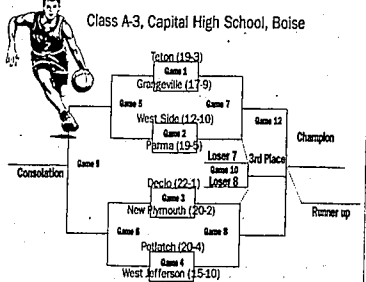 Class A-3, Capital High School, Boise
Teton (19-3)
Game 1
Grangeville (17-9)
Game 5
Game 7
West Side (12-10)
Game 2
Parma (19-5)
Game 12
Champion
Loser 7
3rd Place
Game 10
Loser 8
Consolation
Game 9
Declo (22-1)
Game 3
New Plymouth (20-2)
Runner up
Game 6
Game 8
Potlatch (20-4)
Game 4
West Jefferson (15-10)